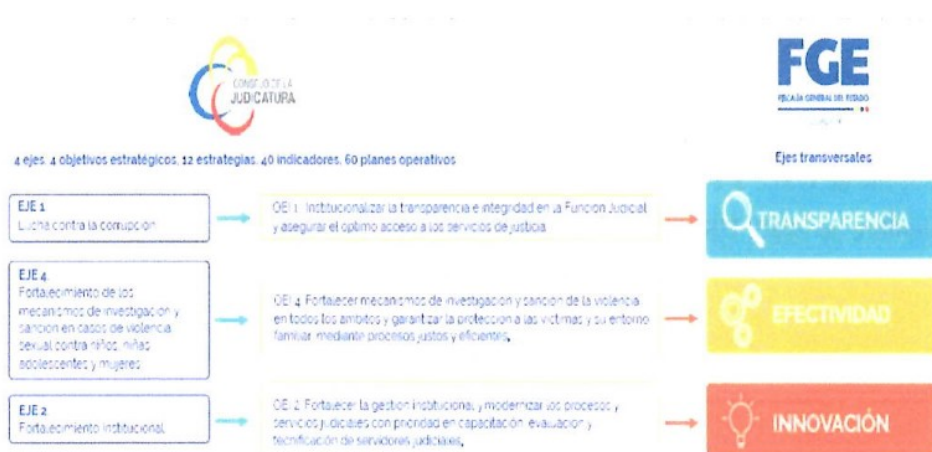 CONSEJO DE LA
JUDICATURA
FGE
FISCALÍA GENERAL DEL ESTADO
4 ejes, 4 objetivos estratégicos, 12 estrategias, 40 indicadores, 60 planes operativos
Ejes transversales
EJE 1
Lucha contra la corrupción
OEI 1. Institucionalizar la transparencia e integridad en la Función Judicial
y asegurar el óptimo acceso a los servicios de justicia
TRANSPARENCIA
EJE 4.
Fortalecimiento de los
mecanismos de investigación y
sanción en casos de violencia
sexual contra niños, niñas
adolescentes y mujeres
OEI 4. Fortalecer mecanismos de investigación y sanción de la violencia
en todos los ámbitos y garantizar la protección a las víctimas y su entorno
familiar mediante procesos justos y eficientes.
EFECTIVIDAD
EJE 2
Fortalecimiento institucional
OEI 2. Fortalecer la gestión institucional y modernizar los procesos y
servicios judiciales con prioridad en capacitación, evaluación y
tecnificación de servidores judiciales.
INNOVACIÓN